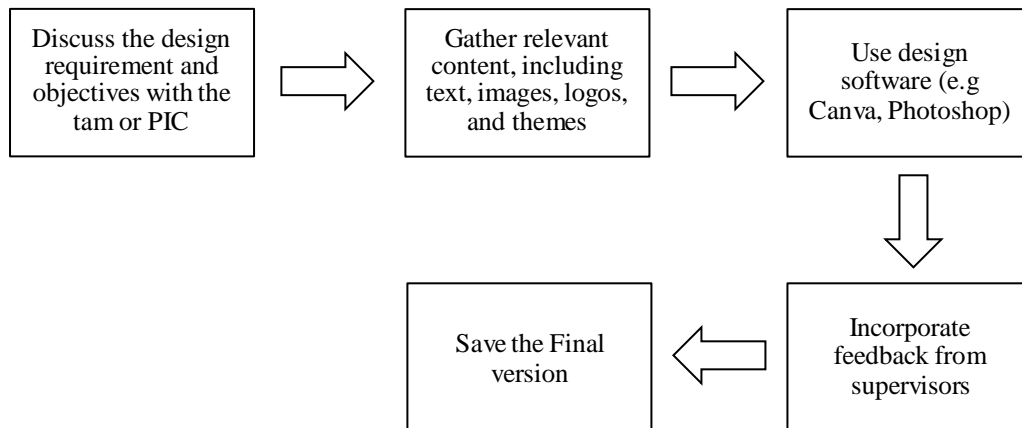 Discuss the design
requirement and
objectives with the
tam or PIC
Gather relevant
content, including
text, images, logos,
and themes
Use design
software (e.g
Canva, Photoshop)
Incorporate
feedback from
supervisors
Save the Final
version